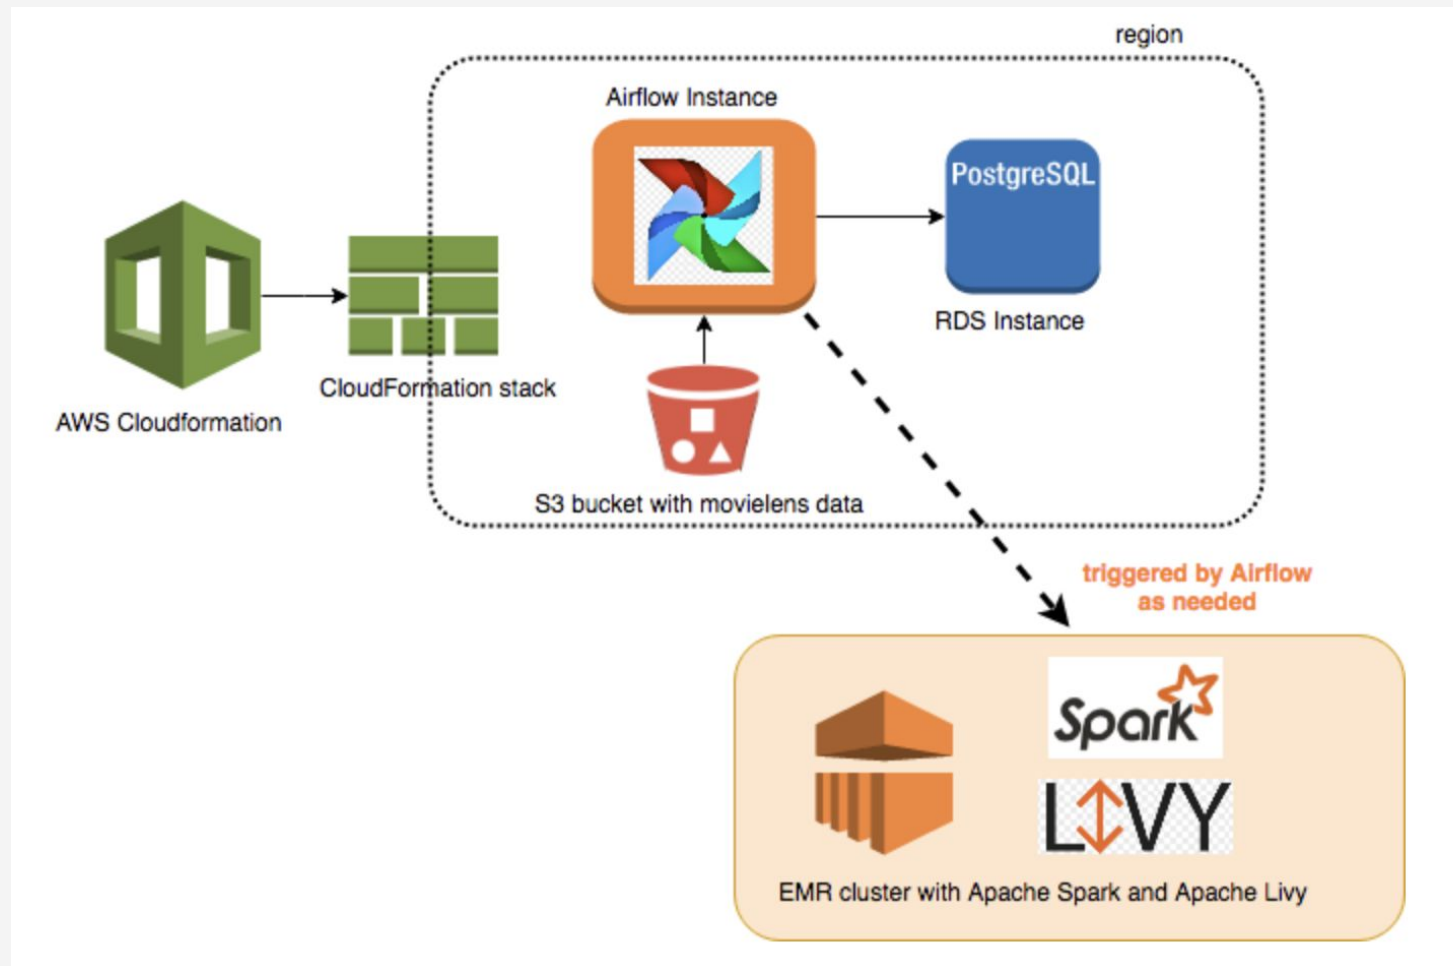 region
Airflow Instance
PostgreSQL
RDS Instance
CloudFormation stack
AWS Cloudformation
S3 bucket with movielens data
triggered by Airflow
as needed
Spark
LIVY
EMR cluster with Apache Spark and Apache Livy